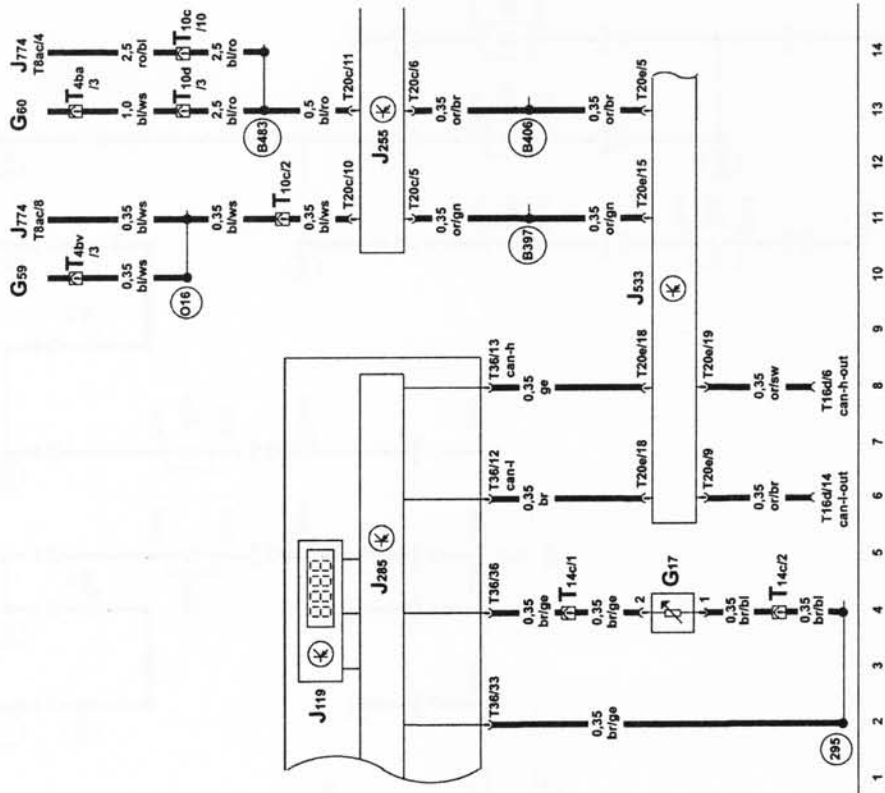 G59
J774
G60
J774
T8ac/8
T8ac/4
T4bv
/3
T4ba
/3
0,35
bl/ws
0,35
bl/ws
1,0
bl/ws
2,5
ro/bl
O16
T10d
/3
T10c
/10
0,35
bl/ws
2,5
bl/ro
2,5
bl/ro
T10c/2
B483
0,35
bl/ws
0,5
bl/ro
T20c/10
T20c/11
J255
T20c/5
T20c/6
0,35
or/gn
0,35
or/br
B397
B406
0,35
or/gn
0,35
or/br
T20e/15
T20e/5
J119
J285
T36/33
T36/36
T36/12
can-l
T36/13
can-h
0,35
br/ge
0,35
br/ge
0,35
br
0,35
ge
T14c/1
0,35
br/ge
T20e/18
T20e/18
J533
2
G17
1
T20e/9
T20e/19
0,35
br/bl
0,35
or/br
0,35
or/sw
T14c/2
0,35
br/bl
T16d/14
can-l-out
T16d/6
can-h-out
295
1 2 3 4 5 6 7 8 9 10 11 12 13 14